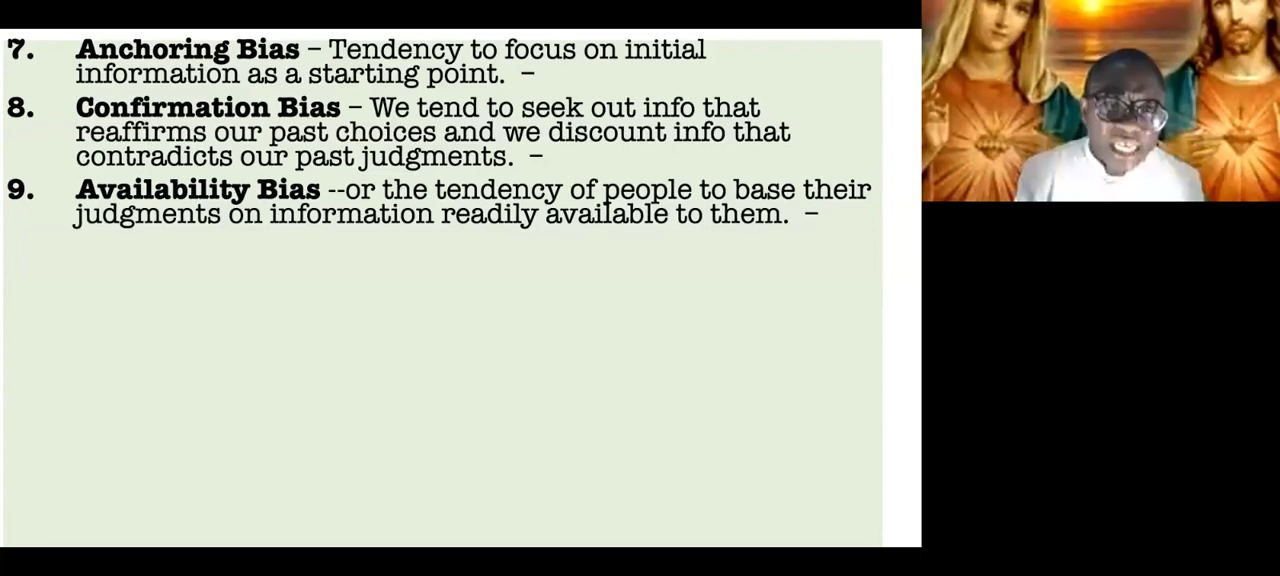 7. Anchoring Bias – Tendency to focus on initial
information as a starting point. –
8. Confirmation Bias – We tend to seek out info that
reaffirms our past choices and we discount info that
contradicts our past judgments. –
9. Availability Bias --or the tendency of people to base their
judgments on information readily available to them. –